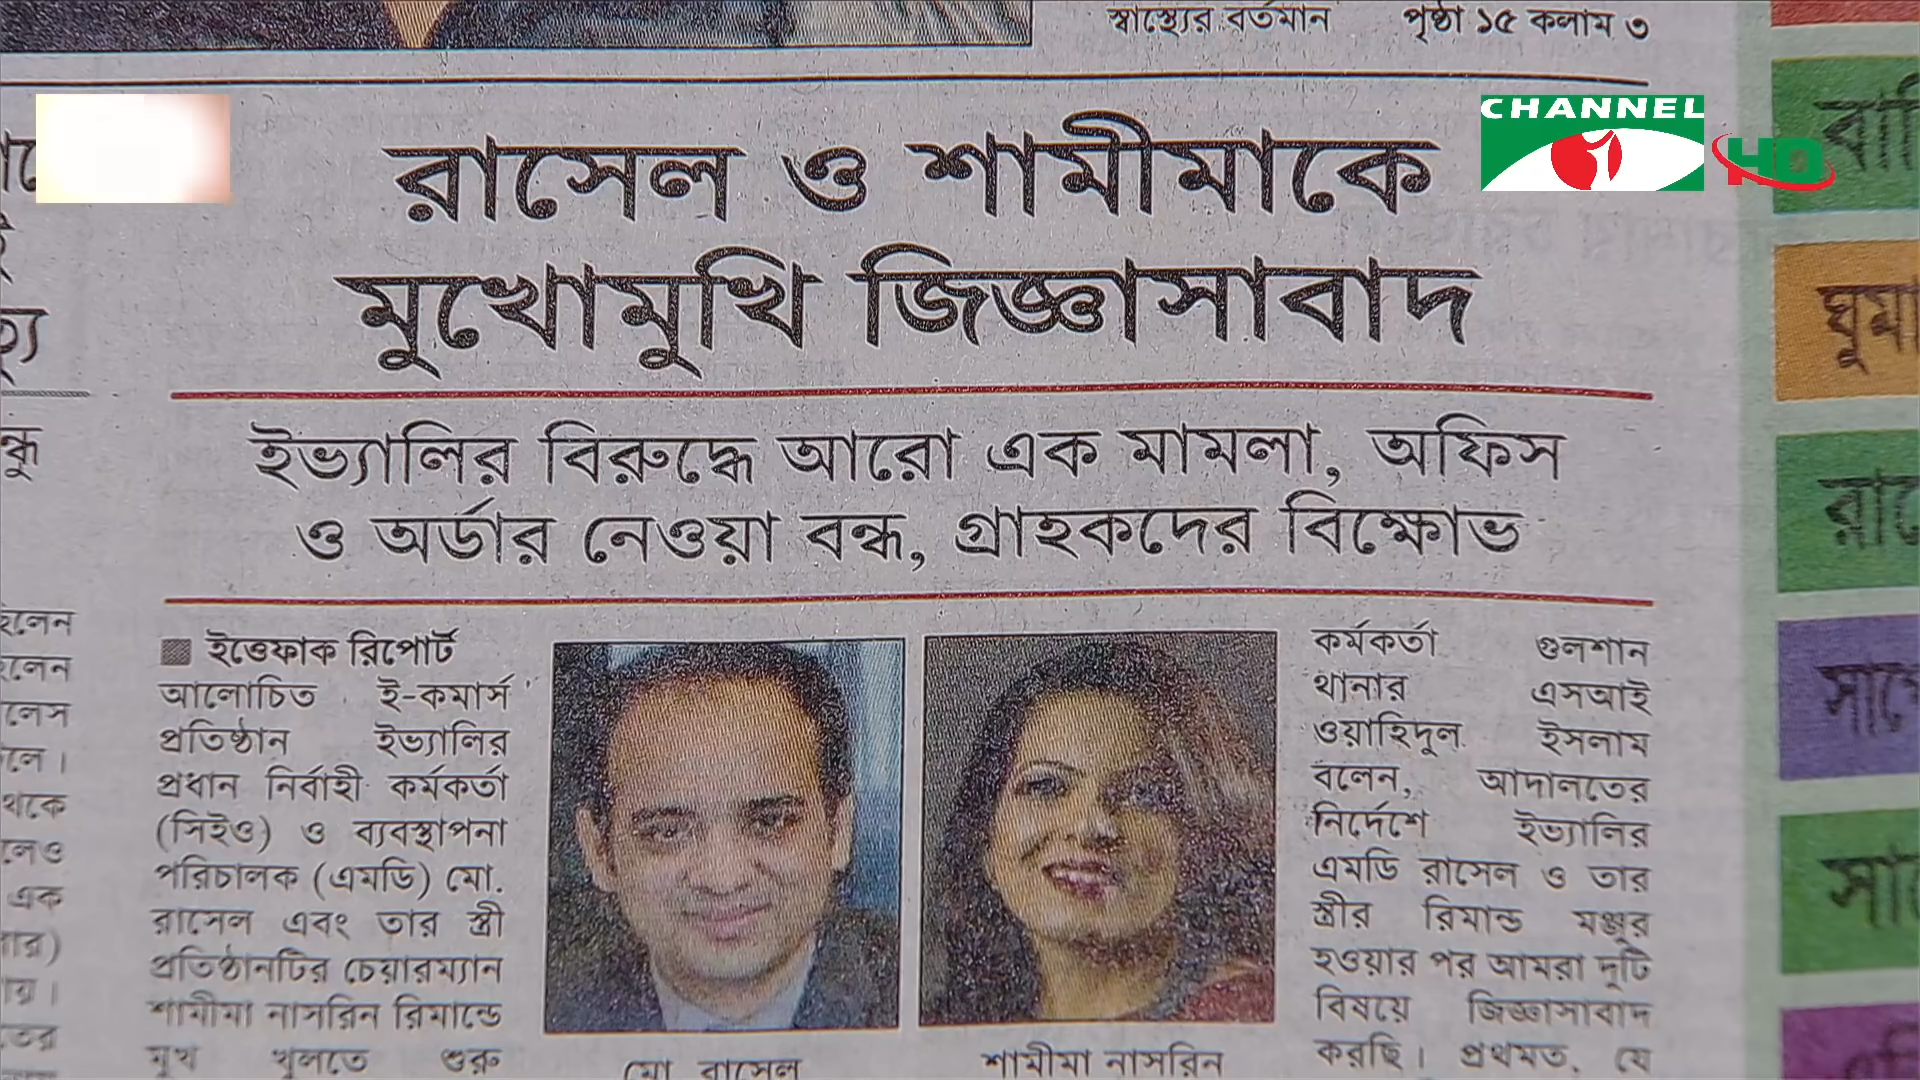 স্বাস্থ্যের বর্তমান পৃষ্ঠা ১৫ কলাম ৩
CHANNEL
HD
রাসেল ও শামীমাকে
মুখোমুখি জিজ্ঞাসাবাদ
ইভ্যালির বিরুদ্ধে আরো এক মামলা, অফিস
ও অর্ডার নেওয়া বন্ধ, গ্রাহকদের বিক্ষোভ
ইত্তেফাক রিপোর্ট
আলোচিত ই-কমার্স
প্রতিষ্ঠান ইভ্যালির
প্রধান নির্বাহী কর্মকর্তা
(সিইও) ও ব্যবস্থাপনা
পরিচালক (এমডি) মো.
রাসেল এবং তার স্ত্রী
প্রতিষ্ঠানটির চেয়ারম্যান
শামীমা নাসরিন রিমান্ডে
মুখ খুলতে শুরু
মো রাসেল
শামীমা নাসরিন
কর্মকর্তা গুলশান
থানার এসআই
ওয়াহিদুল ইসলাম
বলেন, আদালতের
নির্দেশে ইভ্যালির
এমডি রাসেল ও তার
স্ত্রীর রিমান্ড মঞ্জুর
হওয়ার পর আমরা দুটি
বিষয়ে জিজ্ঞাসাবাদ
করছি। প্রথমত, যে
থকে
এক